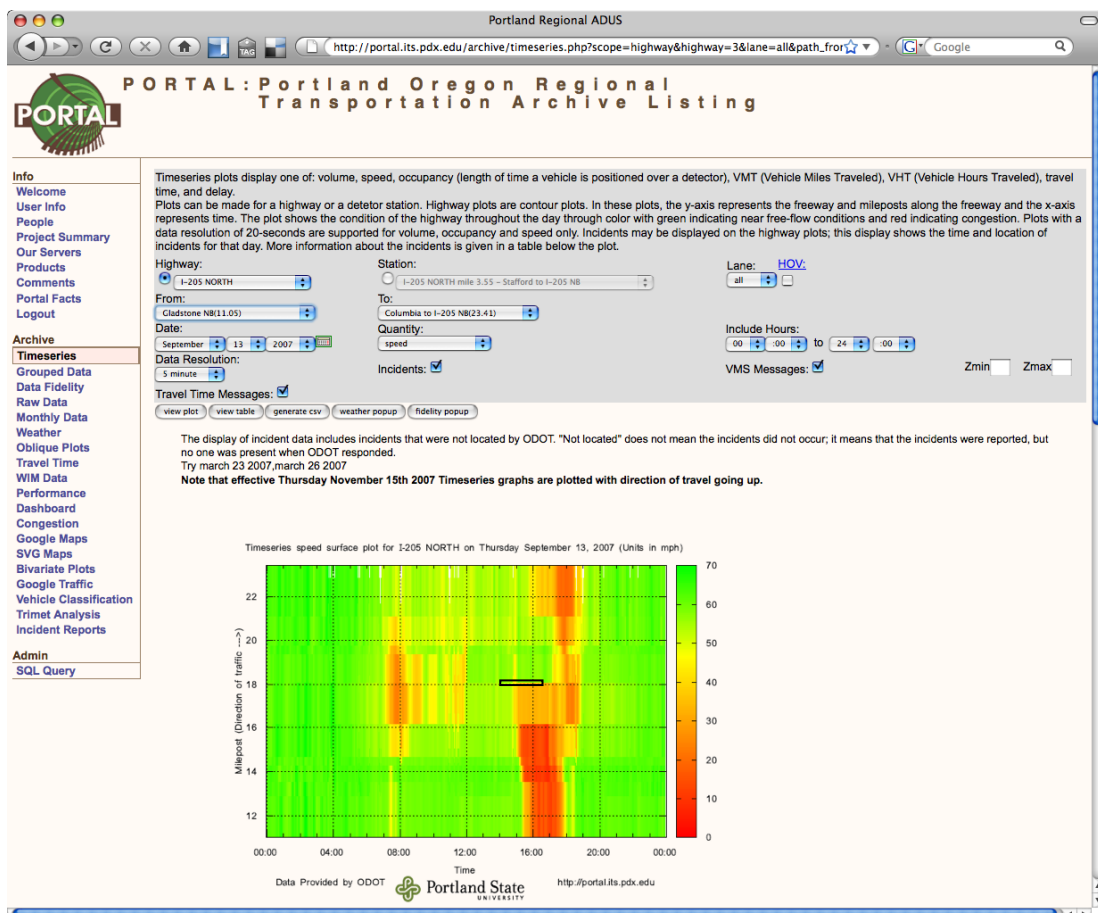 Portland Regional ADUS
TAG
http://portal.its.pdx.edu/archive/timeseries.php?scope=highway&highway=3&lane=all&path_fror
G
Google
PORTAL: Portland Oregon Regional
Transportation Archive Listing
PORTAL
Info
Welcome
User Info
People
Project Summary
Our Servers
Products
Comments
Portal Facts
Logout
Archive
Timeseries
Grouped Data
Data Fidelity
Raw Data
Monthly Data
Weather
Oblique Plots
Travel Time
WIM Data
Performance
Dashboard
Congestion
Google Maps
SVG Maps
Bivariate Plots
Google Traffic
Vehicle Classification
Trimet Analysis
Incident Reports
Admin
SQL Query
Timeseries plots display one of: volume, speed, occupancy (length of time a vehicle is positioned over a detector), VMT (Vehicle Miles Traveled), VHT (Vehicle Hours Traveled), travel
time, and delay.
Plots can be made for a highway or a detetor station. Highway plots are contour plots. In these plots, the y-axis represents the freeway and mileposts along the freeway and the x-axis
represents time. The plot shows the condition of the highway throughout the day through color with green indicating near free-flow conditions and red indicating congestion. Plots with a
data resolution of 20-seconds are supported for volume, occupancy and speed only. Incidents may be displayed on the highway plots; this display shows the time and location of
incidents for that day. More information about the incidents is given in a table below the plot.
Highway: Station: Lane: HOV:
I-205 NORTH I-205 NORTH mile 3.55 - Stafford to I-205 NB all
From: To:
Gladstone NB(11.05) Columbia to I-205 NB(23.41)
Date: Quantity: Include Hours:
September 13 2007 speed 00 :00 to 24 :00
Data Resolution: Incidents: VMS Messages: Zmin Zmax
5 minute
Travel Time Messages:
view plot view table generate csv weather popup fidelity popup
The display of incident data includes incidents that were not located by ODOT. "Not located" does not mean the incidents did not occur; it means that the incidents were reported, but
no one was present when ODOT responded.
Try march 23 2007,march 26 2007
Note that effective Thursday November 15th 2007 Timeseries graphs are plotted with direction of travel going up.
Timeseries speed surface plot for I-205 NORTH on Thursday September 13, 2007 (Units in mph)
Milepost (Direction of traffic --->)
22
20
18
16
14
12
70
60
50
40
30
20
10
0
00:00 04:00 08:00 12:00 16:00 20:00 00:00
Time
Data Provided by ODOT Portland State http://portal.its.pdx.edu
UNIVERSITY